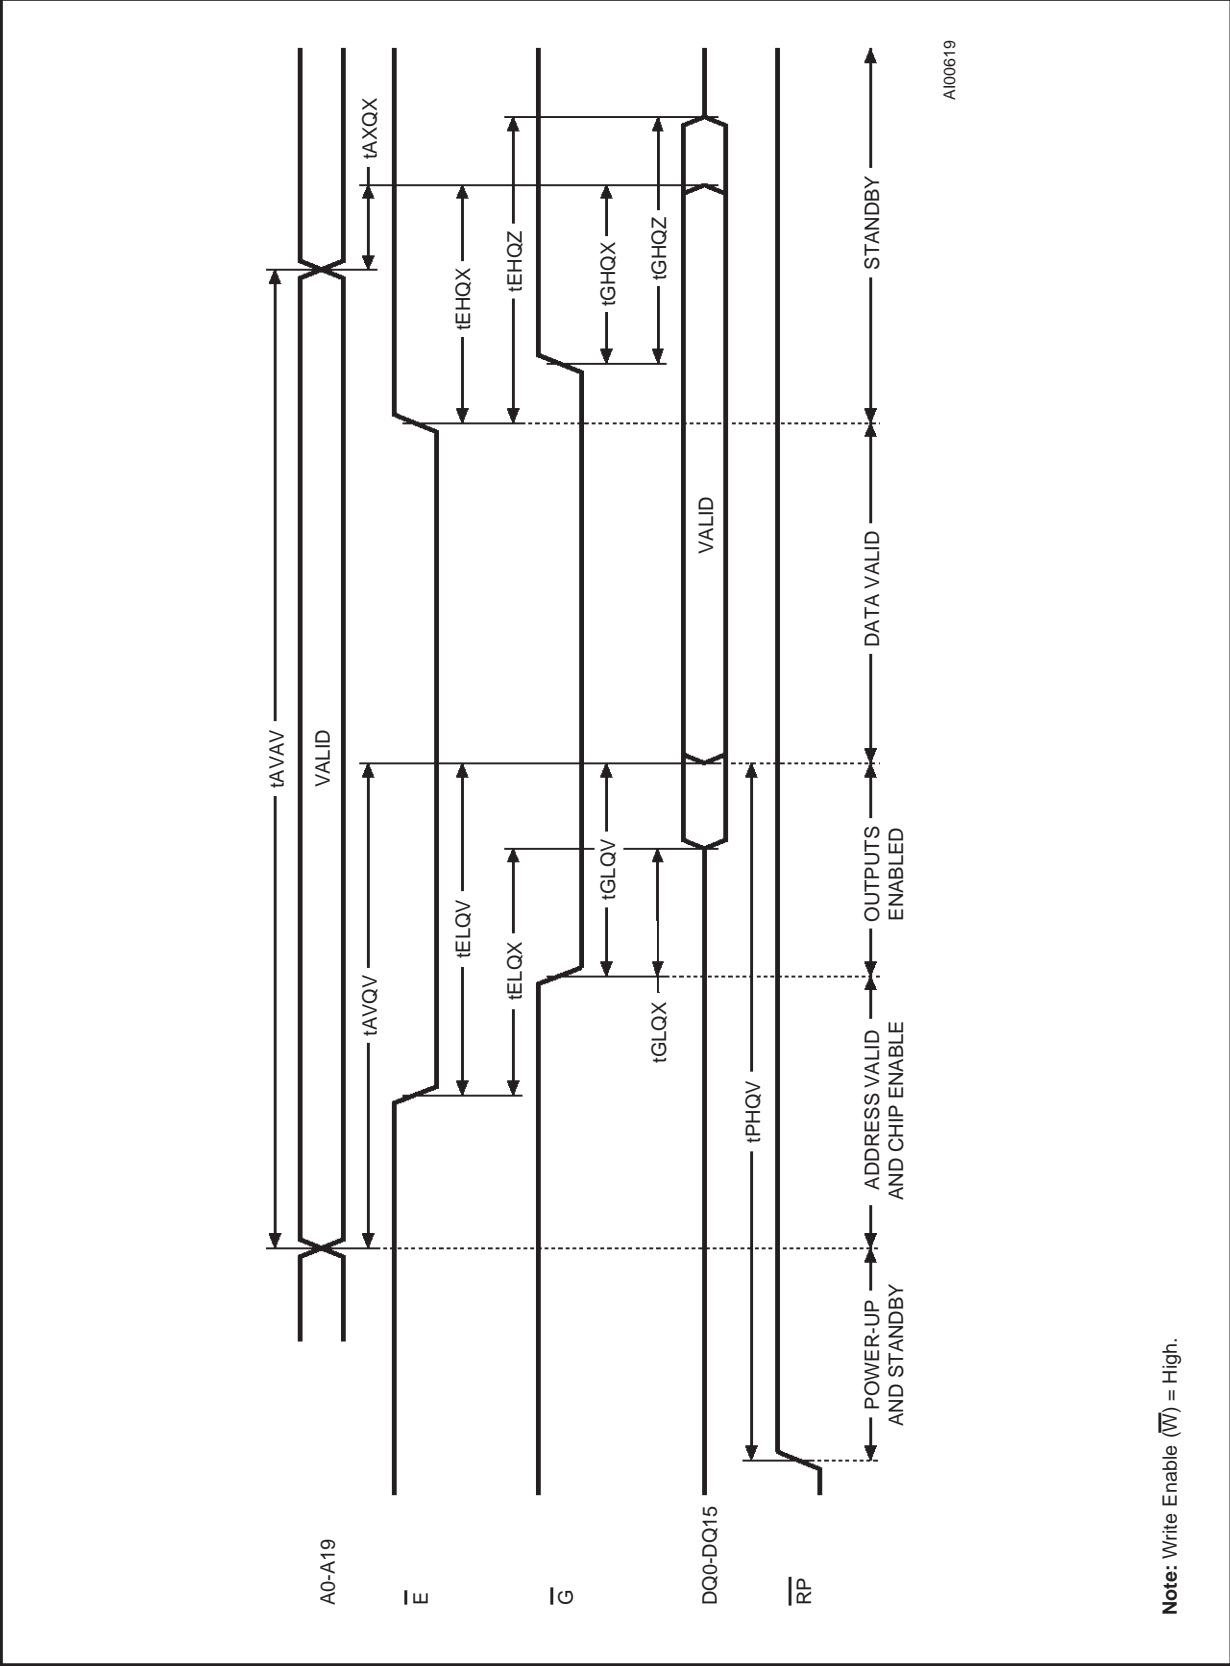 A0-A19
tAVAV
VALID
tAVQV
tAXQX
E
tELQV
tEHQX
tELQX
tEHQZ
G
tGLQV
tGHQX
tGLQX
tGHQZ
DQ0-DQ15
VALID
tPHQV
RP
POWER-UP
AND STANDBY
ADDRESS VALID
AND CHIP ENABLE
OUTPUTS
ENABLED
DATA VALID
STANDBY
AI00619
Note: Write Enable (W̅) = High.